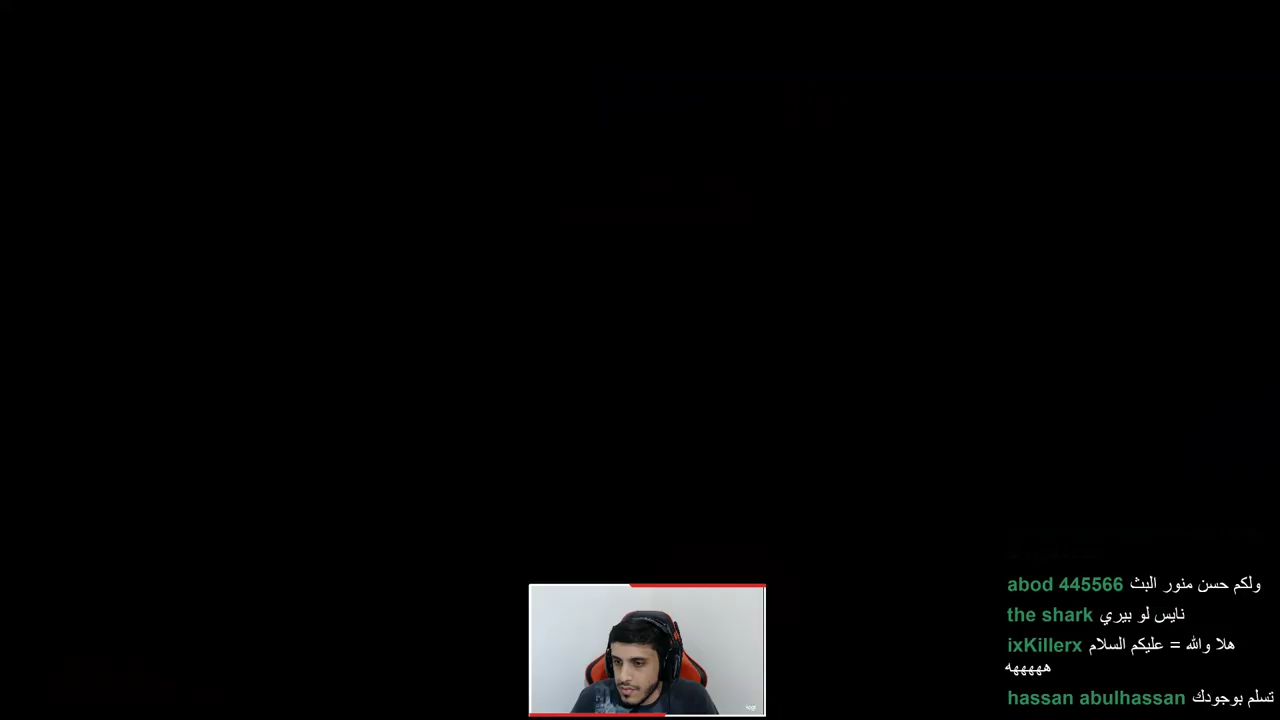 abod 445566 ولكم حسن منور البث
the shark نايس لو بيري
ixKillerx هلا والله = عليكم السلام
هههههه
hassan abulhassan تسلم بوجودك
logi